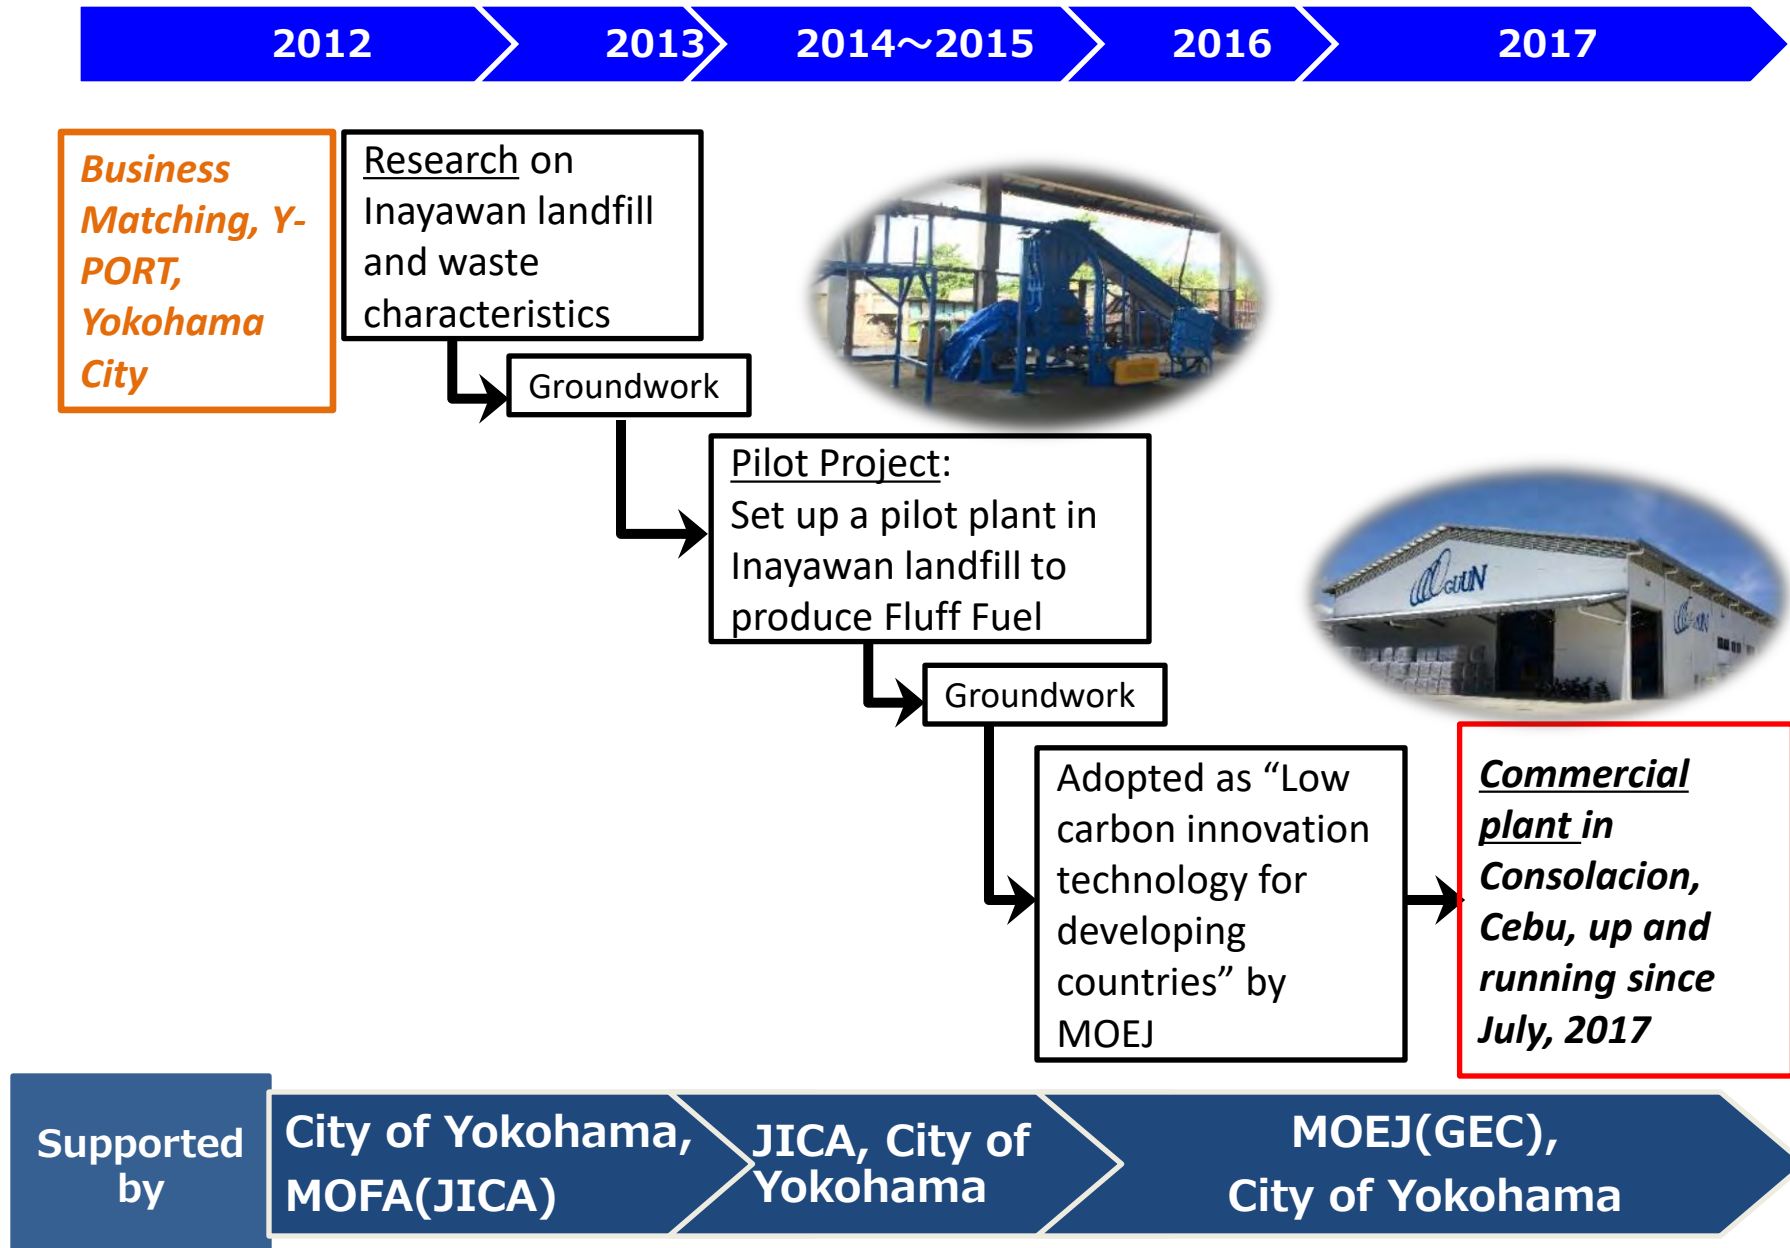 2012
2013
2014～2015
2016
2017
Business
Matching, Y-
PORT,
Yokohama
City
Research on
Inayawan landfill
and waste
characteristics
Groundwork
Pilot Project:
Set up a pilot plant in
Inayawan landfill to
produce Fluff Fuel
Groundwork
Adopted as “Low
carbon innovation
technology for
developing
countries” by
MOEJ
GUUN
Commercial
plant in
Consolacion,
Cebu, up and
running since
July, 2017
Supported
by
City of Yokohama,
MOFA(JICA)
JICA, City of
Yokohama
MOEJ(GEC),
City of Yokohama